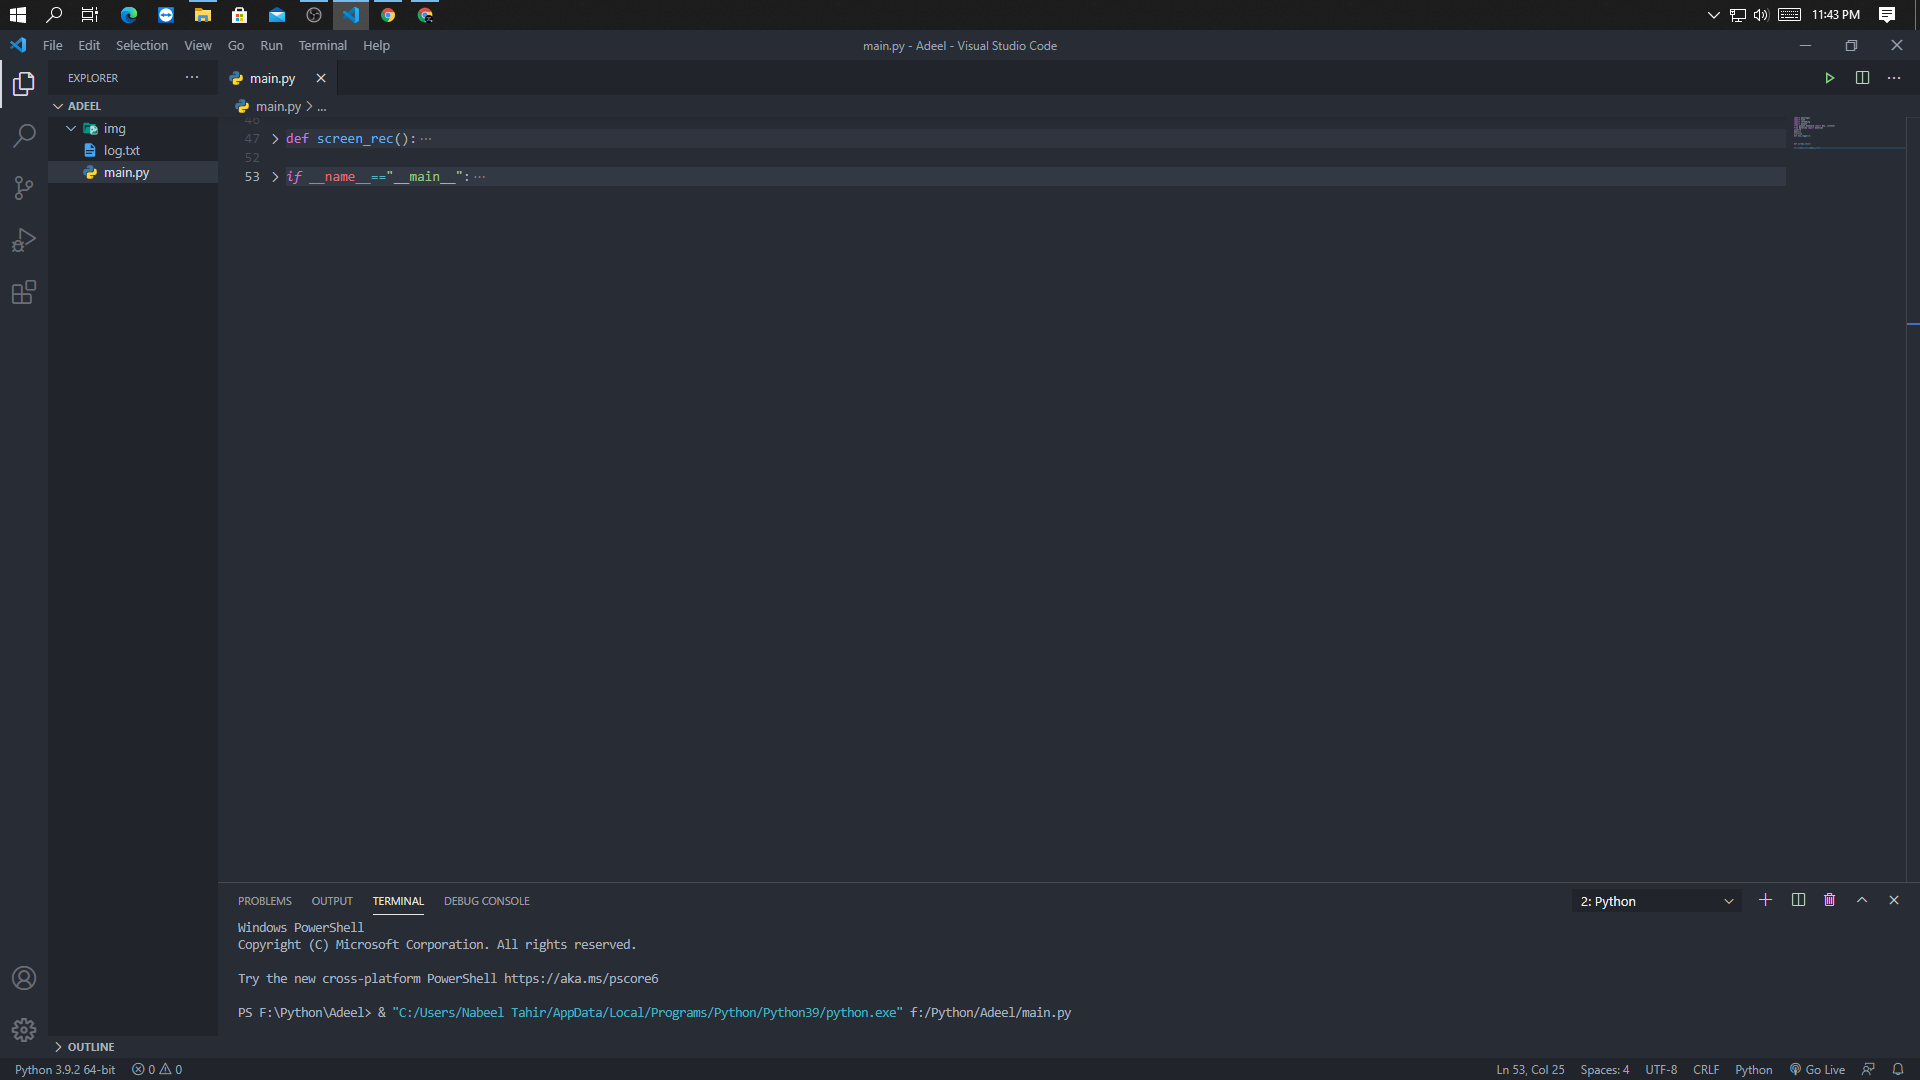 11:43 PM
File Edit Selection View Go Run Terminal Help
main.py - Adeel - Visual Studio Code
EXPLORER ...
ADEEL
img
log.txt
main.py
main.py
main.py > ...
46
47 def screen_rec():...
52
53 if __name__=="__main__":...
PROBLEMS OUTPUT TERMINAL DEBUG CONSOLE
2: Python
Windows PowerShell
Copyright (C) Microsoft Corporation. All rights reserved.
Try the new cross-platform PowerShell https://aka.ms/pscore6
PS F:\Python\Adeel> & "C:/Users/Nabeel Tahir/AppData/Local/Programs/Python/Python39/python.exe" f:/Python/Adeel/main.py
OUTLINE
Python 3.9.2 64-bit 0 0
Ln 53, Col 25 Spaces: 4 UTF-8 CRLF Python Go Live